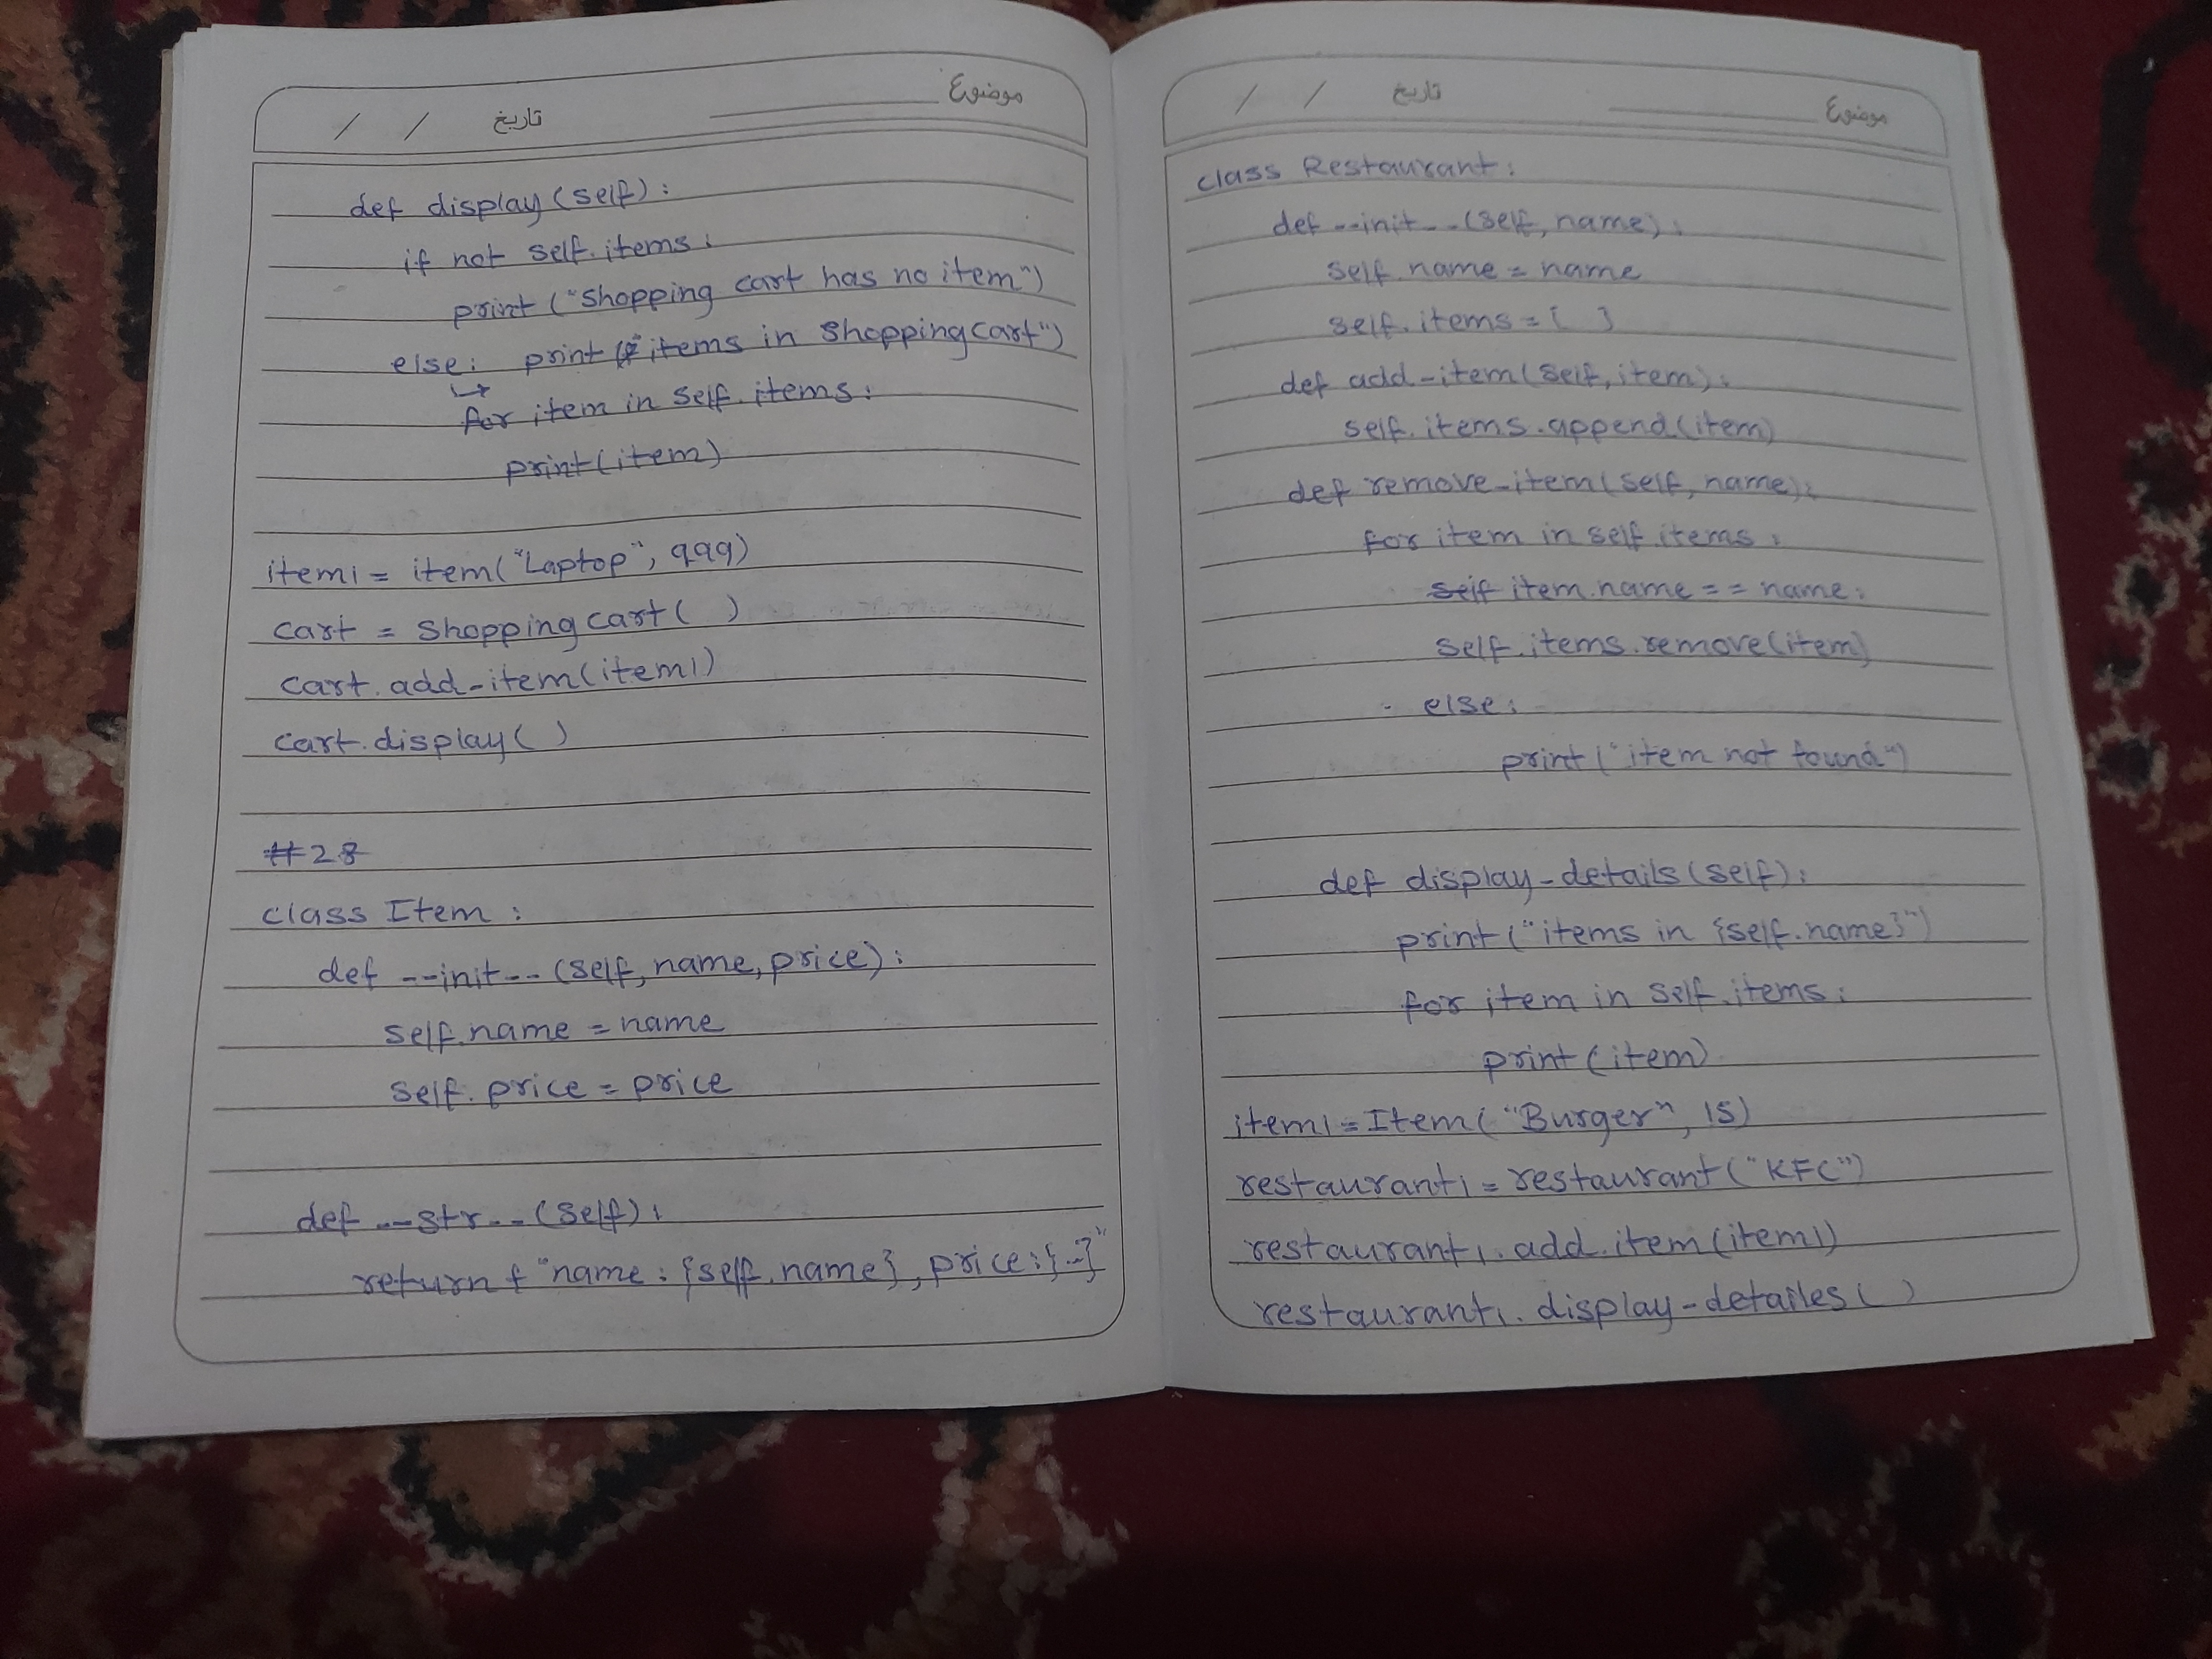 / / تاريخ
موضوع
def display(self):
if not self.items:
print("Shopping cart has no item")
else: print("items in Shopping cart")
↳ for item in self.items:
print(item)
item1 = item("Laptop", 999)
cart = Shopping cart( )
cart.add_item(item1)
cart.display( )
#28
class Item:
def __init__(self, name, price):
self.name = name
self.price = price
def __str__(self):
return f"name: {self.name}, price: {..}"
/ / تاريخ
موضوع
class Restaurant:
def __init__(self, name):
self.name = name
self.items = [ ]
def add_item(self, item):
self.items.append(item)
def remove_item(self, name):
for item in self.items:
if item.name == name:
self.items.remove(item)
else:
print("item not found")
def display_details(self):
print("items in {self.name}")
for item in self.items:
print(item)
item1 = Item("Burger", 15)
restaurant1 = restaurant("KFC")
restaurant1.add.item(item1)
restaurant1.display_detailes( )